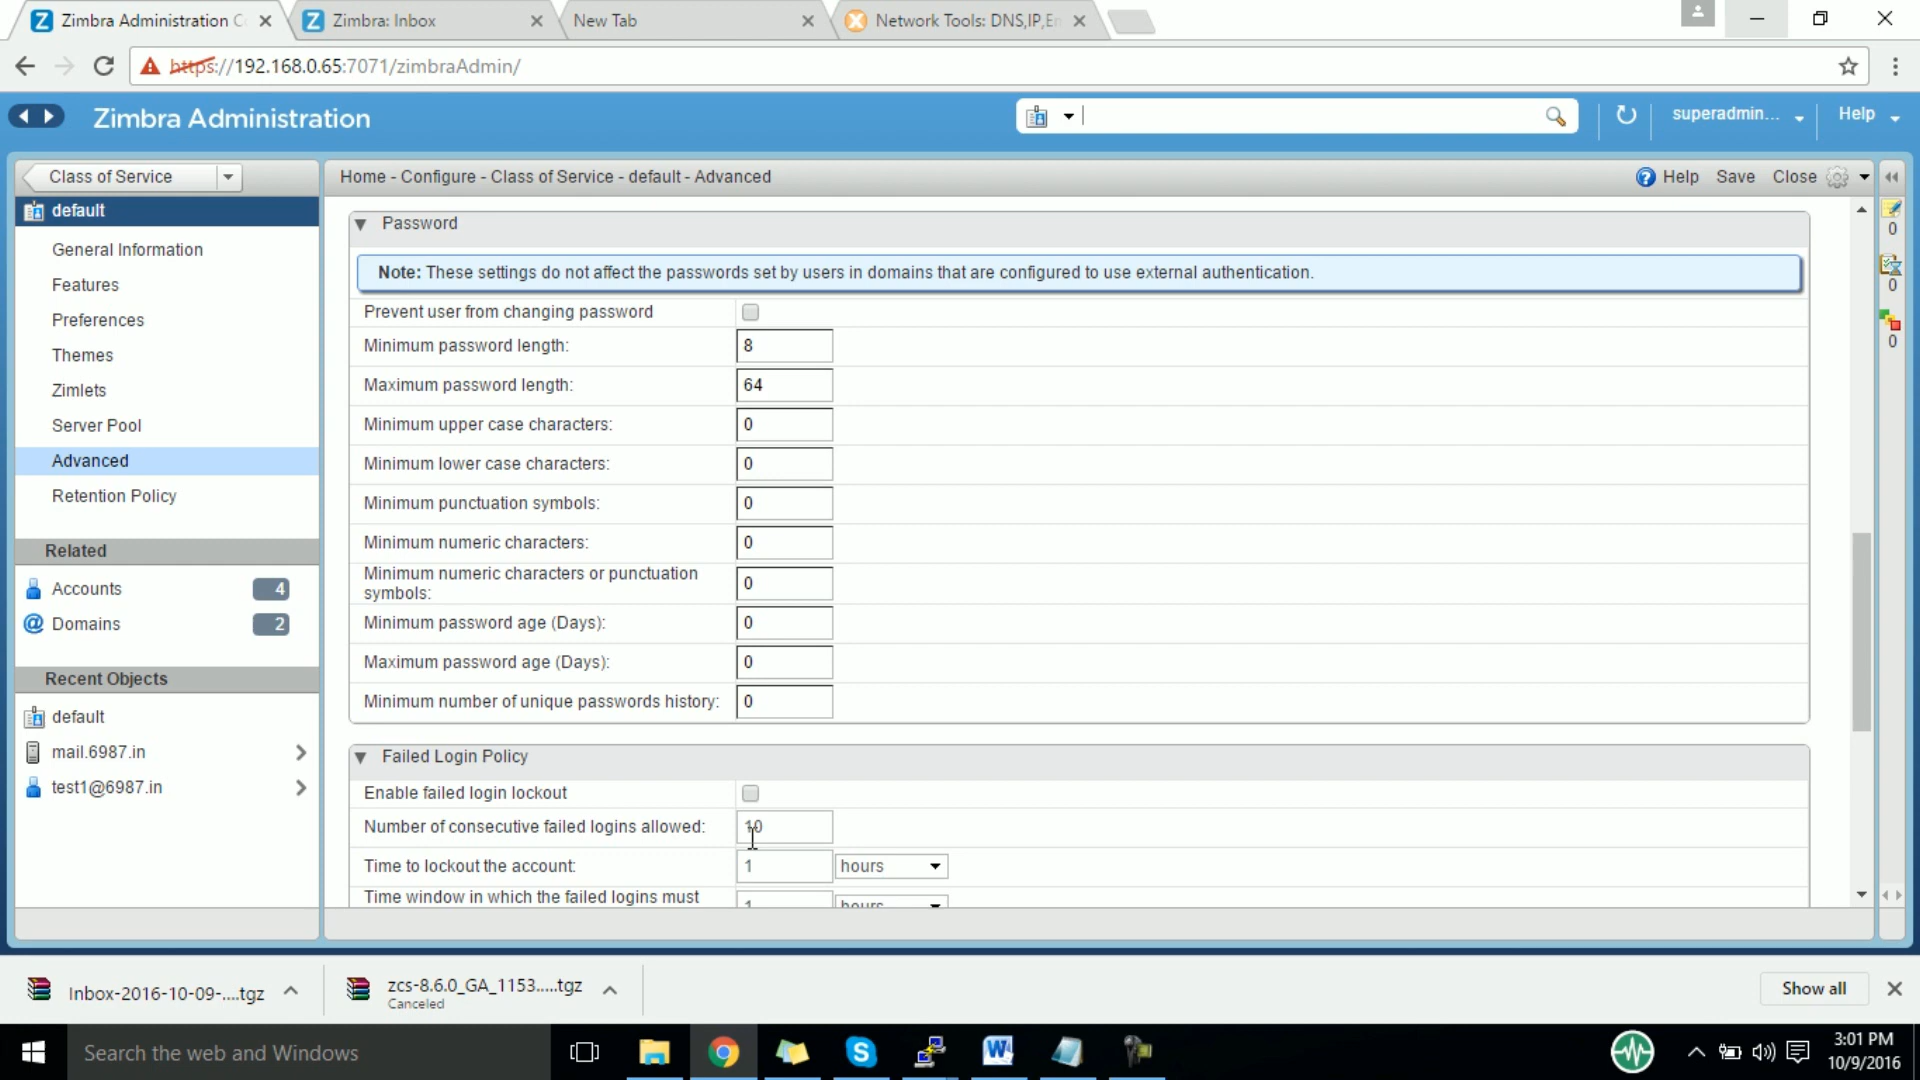 Zimbra Administration C
Zimbra: Inbox
New Tab
Network Tools: DNS,IP,Em
https://192.168.0.65:7071/zimbraAdmin/
Zimbra Administration
superadmin...
Help
Class of Service
Home - Configure - Class of Service - default - Advanced
Help
Save
Close
default
General Information
Features
Preferences
Themes
Zimlets
Server Pool
Advanced
Retention Policy
Related
Accounts 4
Domains 2
Recent Objects
default
mail.6987.in
test1@6987.in
Password
Note: These settings do not affect the passwords set by users in domains that are configured to use external authentication.
Prevent user from changing password
Minimum password length: 8
Maximum password length: 64
Minimum upper case characters: 0
Minimum lower case characters: 0
Minimum punctuation symbols: 0
Minimum numeric characters: 0
Minimum numeric characters or punctuation
symbols: 0
Minimum password age (Days): 0
Maximum password age (Days): 0
Minimum number of unique passwords history: 0
Failed Login Policy
Enable failed login lockout
Number of consecutive failed logins allowed: 10
Time to lockout the account: 1 hours
Time window in which the failed logins must 1 hours
0
0
0
Inbox-2016-10-09-....tgz
zcs-8.6.0_GA_1153.....tgz
Canceled
Show all
Search the web and Windows
3:01 PM
10/9/2016